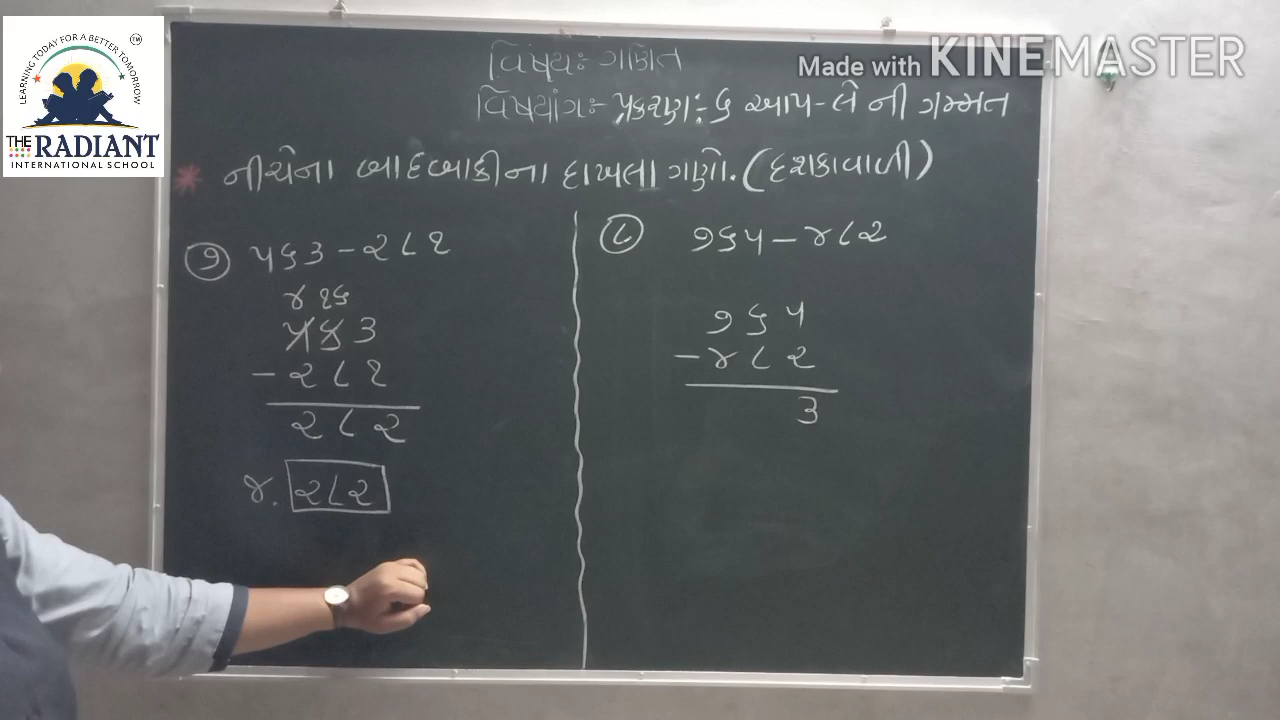 LEARNING TODAY FOR A BETTER TOMORROW
TM
THE RADIANT
INTERNATIONAL SCHOOL
Made with KINEMASTER
વિષયઃ ગણિત
વિષયાંગઃ- પ્રકરણઃ- ૬ આપ-લે ની ગમ્મત
* નીચેના બાદબાકીના દાખલા ગણો. (દશકાવાળી)
૭ ૫૬૩ - ૨૮૧
૪ ૧૬
૫૬૩
- ૨૮૧
૨૮૨
જ. ૨૮૨
૮ ૭૬૫ - ૪૮૨
૭૬૫
- ૪૮૨
૩